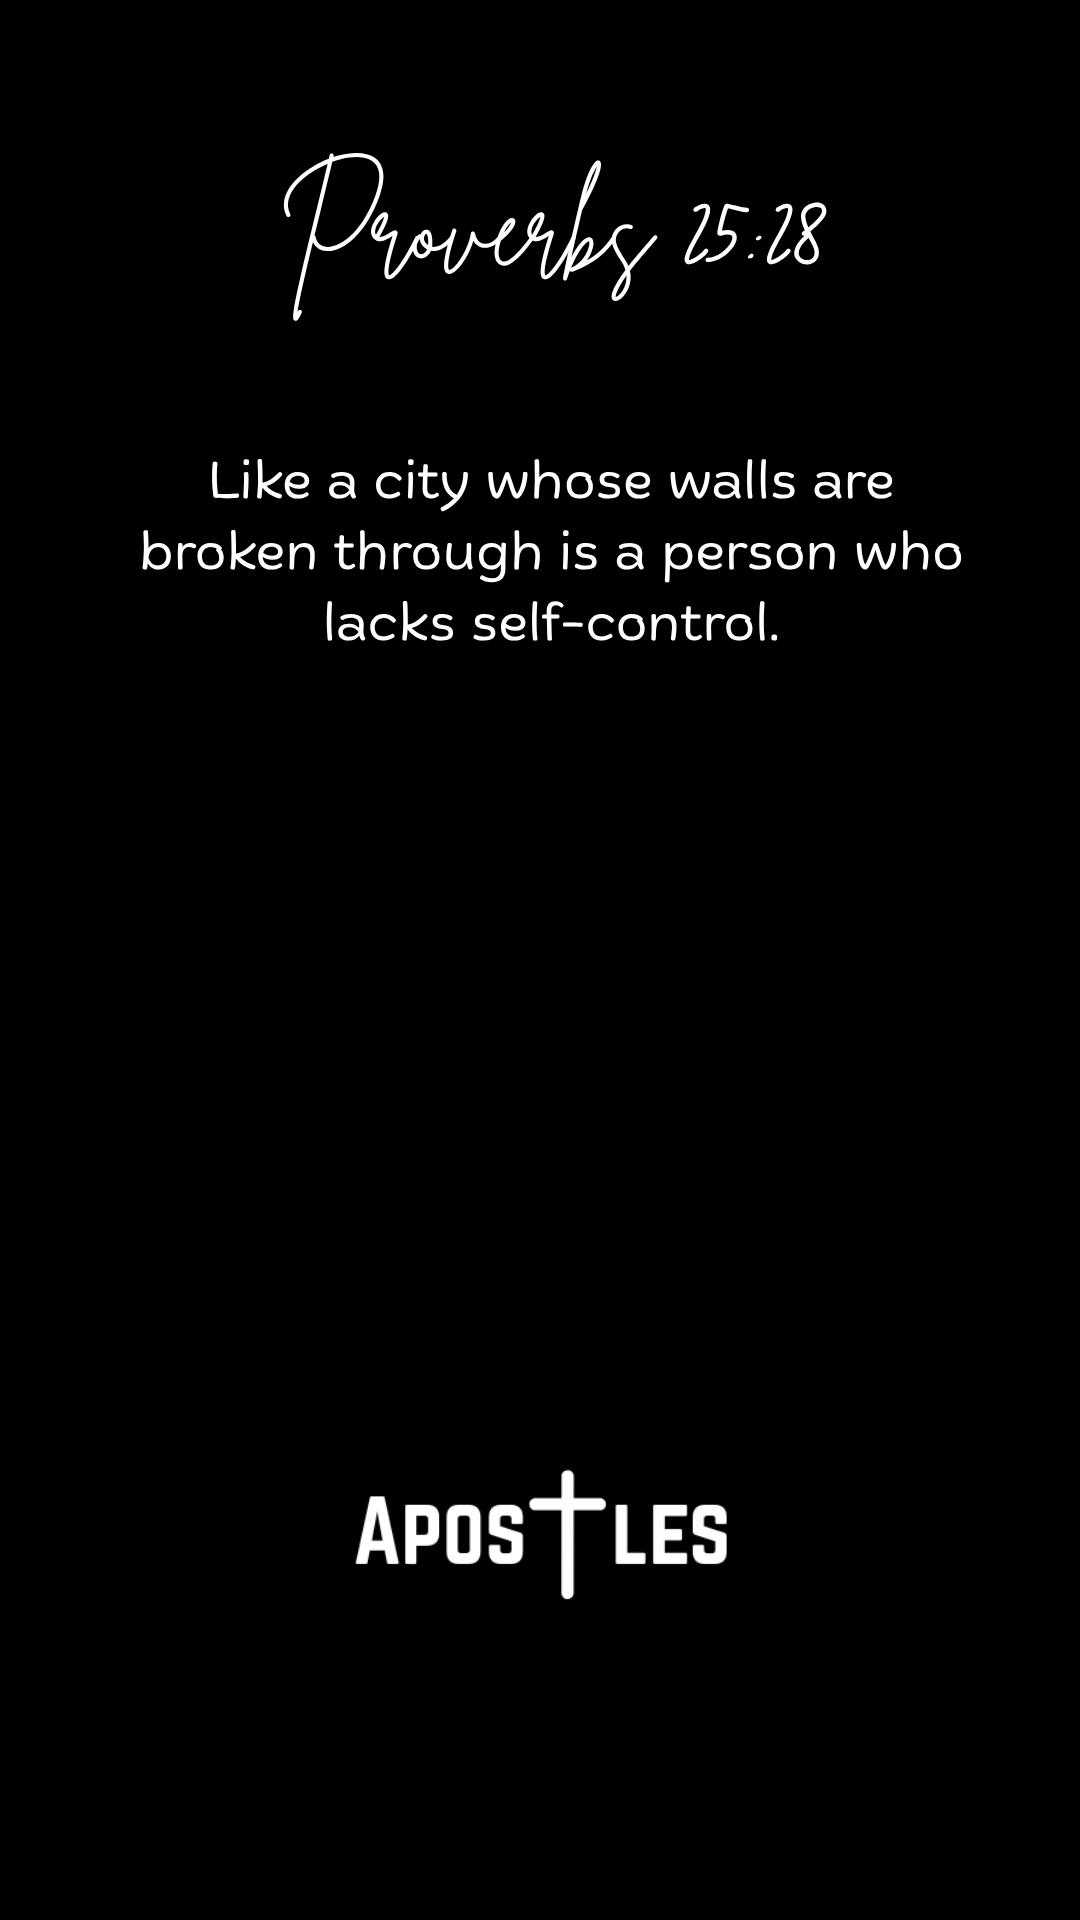 Proverbs 25:28
Like a city whose walls are
broken through is a person who
lacks self-control.
APOSTLES